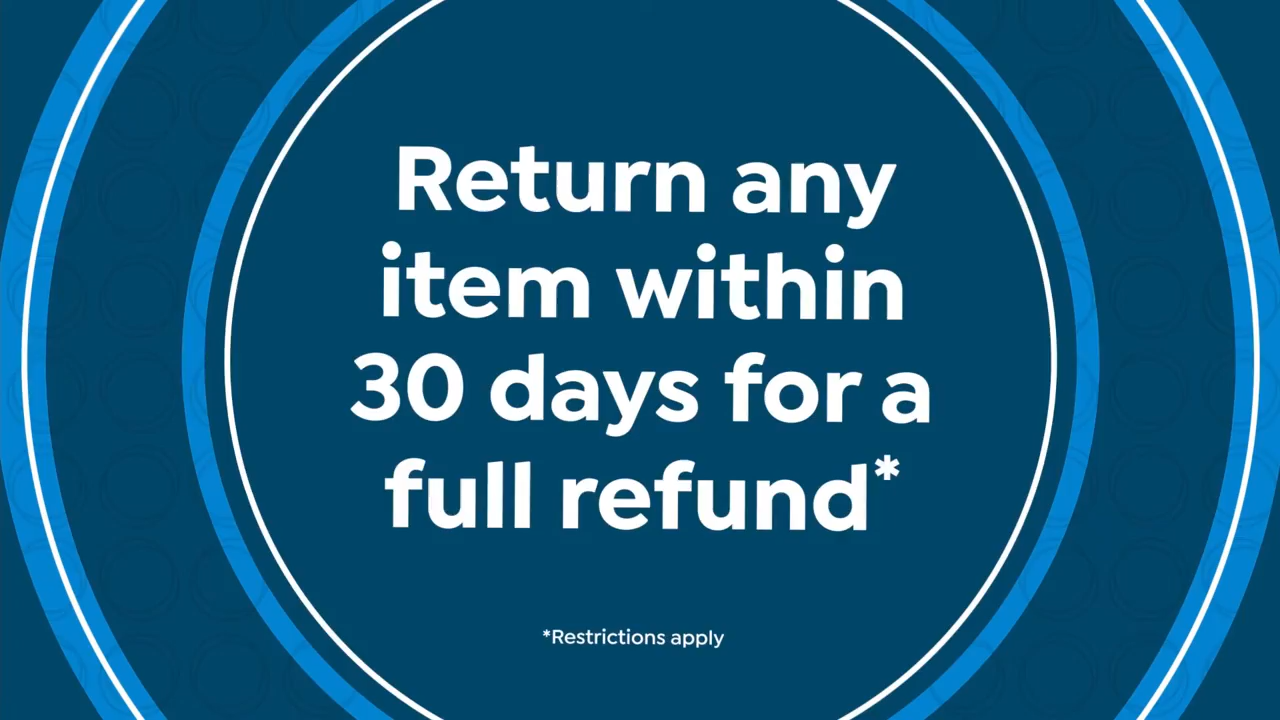 Return any
item within
30 days for a
full refund*
*Restrictions apply